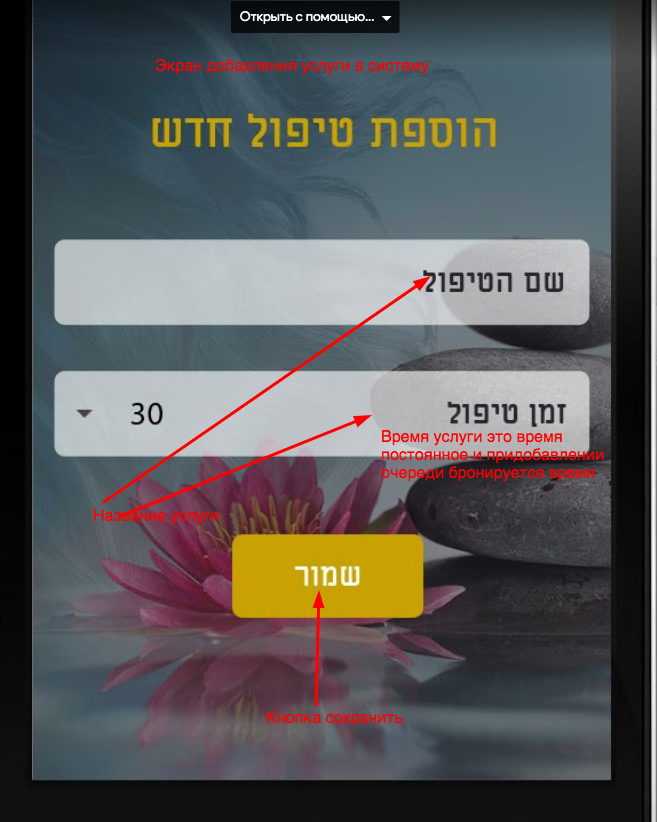 Открыть с помощью...
Экран добавления услуги в систему
הוספת טיפול חדש
שם הטיפול
זמן טיפול
30
Время услуги это время
постоянное и придобавлении
очереди бронируется время
Название услуги
שמור
Кнопка сохранить